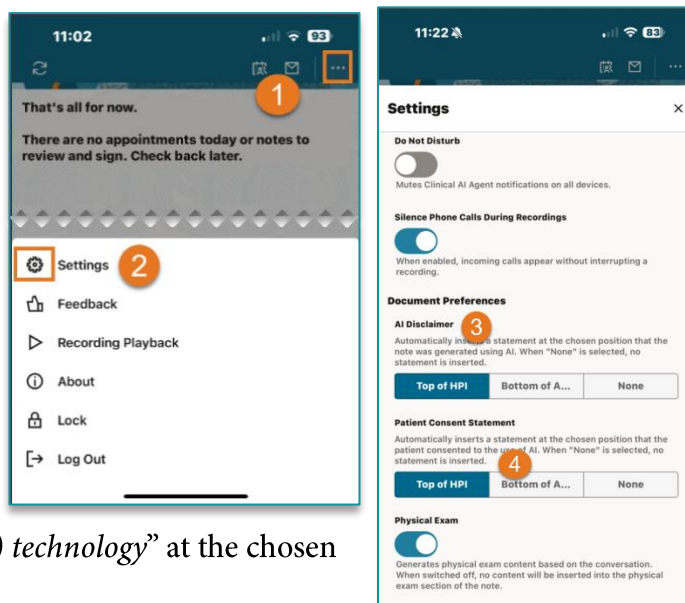 11:02
93
1
That's all for now.
There are no appointments today or notes to
review and sign. Check back later.
Settings
2
Feedback
Recording Playback
About
Lock
Log Out
technology” at the chosen
11:22
83
Settings
Do Not Disturb
Mutes Clinical AI Agent notifications on all devices.
Silence Phone Calls During Recordings
When enabled, incoming calls appear without interrupting a
recording.
Document Preferences
AI Disclaimer
3
Automatically a statement at the chosen position that the
note was generated using AI. When "None" is selected, no
statement is inserted.
Top of HPI Bottom of A... None
Patient Consent Statement
Automatically inserts a statement at the chosen position that the
patient consented to the use of AI. When "None" is selected, no
statement is inserted.
4
Top of HPI Bottom of A... None
Physical Exam
Generates physical exam content based on the conversation.
When switched off, no content will be inserted into the physical
exam section of the note.